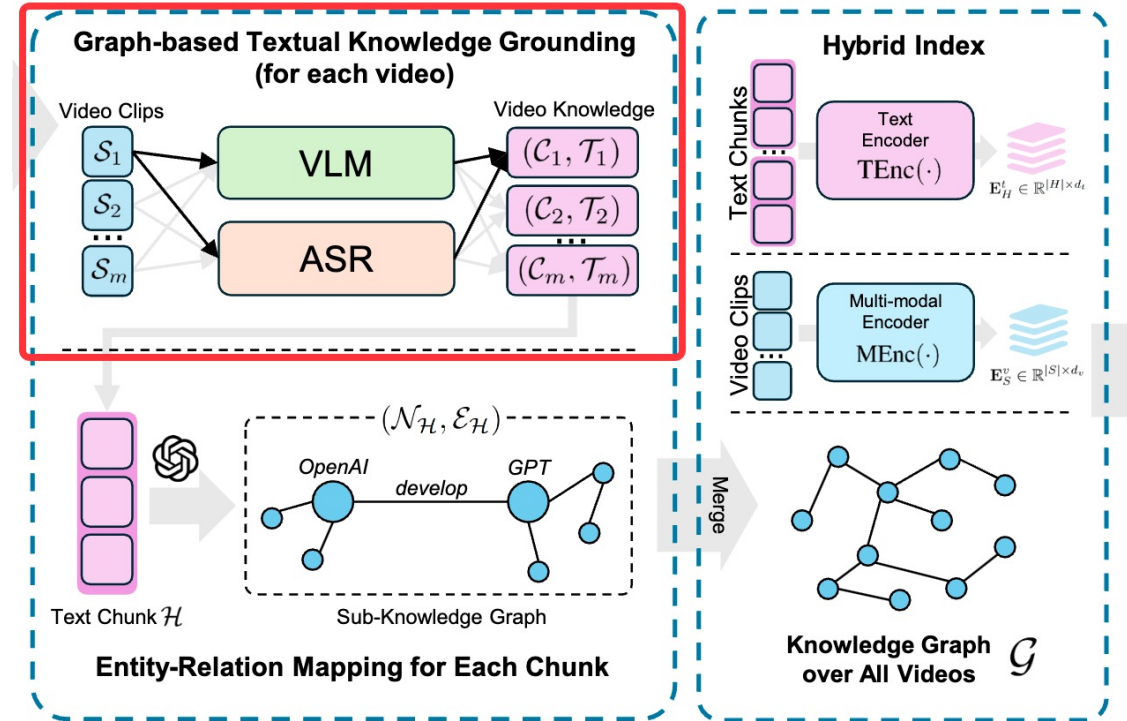 Graph-based Textual Knowledge Grounding
(for each video)
Video Clips
Video Knowledge
𝒮₁
𝒮₂
...
𝒮ₘ
VLM
ASR
(𝒞₁, 𝒯₁)
(𝒞₂, 𝒯₂)
...
(𝒞ₘ, 𝒯ₘ)
(𝒩_ℋ, ℰ_ℋ)
OpenAI
develop
GPT
Text Chunk ℋ
Sub-Knowledge Graph
Entity-Relation Mapping for Each Chunk
Merge
Hybrid Index
Text Chunks
...
Text
Encoder
TEnc(·)
𝐄ᵗ_H ∈ ℝ^{|H|×d_t}
Video Clips
...
Multi-modal
Encoder
MEnc(·)
𝐄ᵛ_S ∈ ℝ^{|S|×d_v}
Knowledge Graph
over All Videos
𝒢